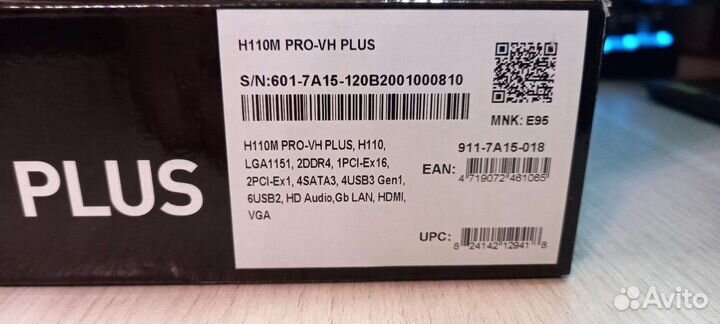 PLUS
H110M PRO-VH PLUS
S/N:601-7A15-120B2001000810
MNK: E95
H110M PRO-VH PLUS, H110,
LGA1151, 2DDR4, 1PCI-Ex16,
2PCI-Ex1, 4SATA3, 4USB3 Gen1,
6USB2, HD Audio,Gb LAN, HDMI,
VGA
911-7A15-018
EAN:
4 719072 461065
UPC:
8 24142 12941 8
Avito